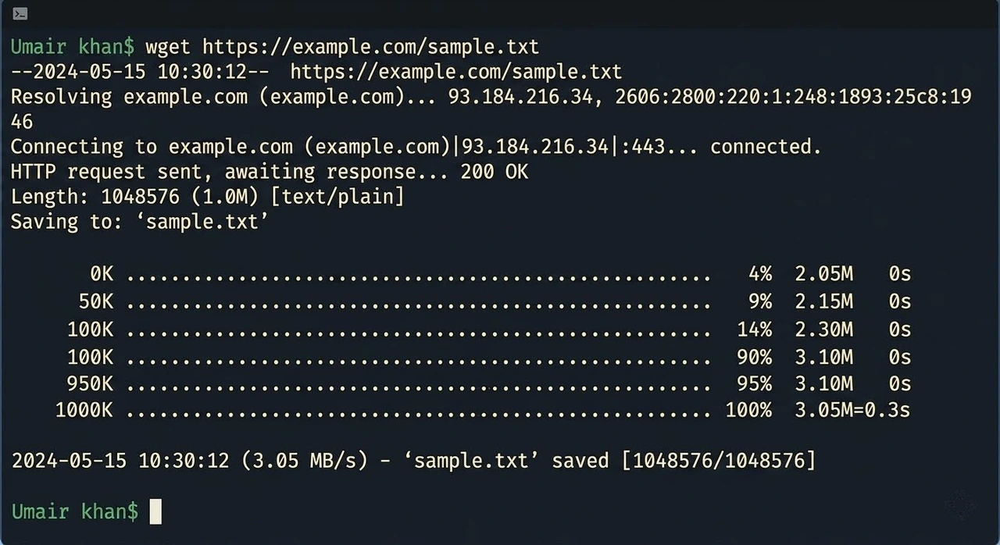 Umair khan$ wget https://example.com/sample.txt
--2024-05-15 10:30:12--  https://example.com/sample.txt
Resolving example.com (example.com)... 93.184.216.34, 2606:2800:220:1:248:1893:25c8:19
46
Connecting to example.com (example.com)|93.184.216.34|:443... connected.
HTTP request sent, awaiting response... 200 OK
Length: 1048576 (1.0M) [text/plain]
Saving to: ‘sample.txt’
0K .................................................... 4% 2.05M 0s
50K .................................................... 9% 2.15M 0s
100K .................................................... 14% 2.30M 0s
100K .................................................... 90% 3.10M 0s
950K .................................................... 95% 3.10M 0s
1000K .................................................... 100% 3.05M=0.3s
2024-05-15 10:30:12 (3.05 MB/s) - ‘sample.txt’ saved [1048576/1048576]
Umair khan$